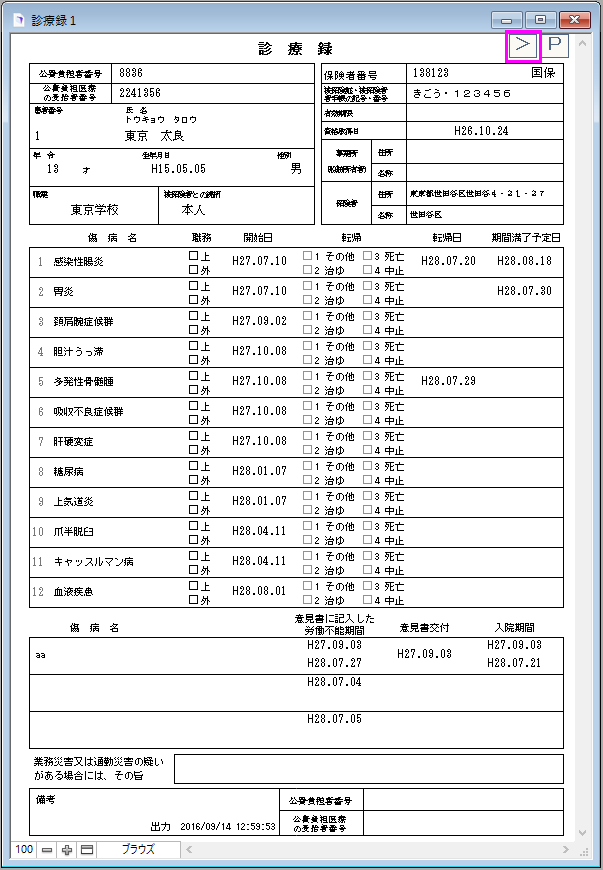 診療録 1
診 療 録
>
P
公費負担者番号 8836
公費負担医療の受給者番号 2241356
患者番号 氏 名
トウキョウ タロウ
1 東京 太良
年 令 生年月日 性別
13 才 H15.05.05 男
職業 被保険者との続柄
東京学校 本人
保険者番号 138123 国保
被保険証・被保険者
者手帳の記号・番号 きごう・123456
有効期限
資格取得日 H26.10.24
事業所 住所
名称
保険者 住所 東京都世田谷区世田谷4-21-27
名称 世田谷区
傷 病 名 職務 開始日 転帰 転帰日 期間満了予定日
1 感染性腸炎 上 外 H27.07.10 1 その他 3 死亡 2 治ゆ 4 中止 H28.07.20 H28.08.18
2 胃炎 上 外 H27.07.10 1 その他 3 死亡 2 治ゆ 4 中止 H28.07.30
3 頚肩腕症候群 上 外 H27.09.02 1 その他 3 死亡 2 治ゆ 4 中止
4 胆汁うっ滞 上 外 H27.10.08 1 その他 3 死亡 2 治ゆ 4 中止
5 多発性骨髄腫 上 外 H27.10.08 1 その他 3 死亡 2 治ゆ 4 中止 H28.07.29
6 吸収不良症候群 上 外 H27.10.08 1 その他 3 死亡 2 治ゆ 4 中止
7 肝硬変症 上 外 H27.10.08 1 その他 3 死亡 2 治ゆ 4 中止
8 糖尿病 上 外 H28.01.07 1 その他 3 死亡 2 治ゆ 4 中止
9 上気道炎 上 外 H28.01.07 1 その他 3 死亡 2 治ゆ 4 中止
10 爪半脱臼 上 外 H28.04.11 1 その他 3 死亡 2 治ゆ 4 中止
11 キャッスルマン病 上 外 H28.04.11 1 その他 3 死亡 2 治ゆ 4 中止
12 血液疾患 上 外 H28.08.01 1 その他 3 死亡 2 治ゆ 4 中止
傷 病 名 意見書に記入した労働不能期間 意見書交付 入院期間
aa H27.09.03 H27.09.03 H27.09.03
H28.07.27 H28.07.21
H28.07.04
H28.07.05
業務災害又は通勤災害の疑い
がある場合には、その旨
備考
出力 2016/09/14 12:59:53
公費負担者番号
公費負担医療
の受給者番号
100 ブラウズ